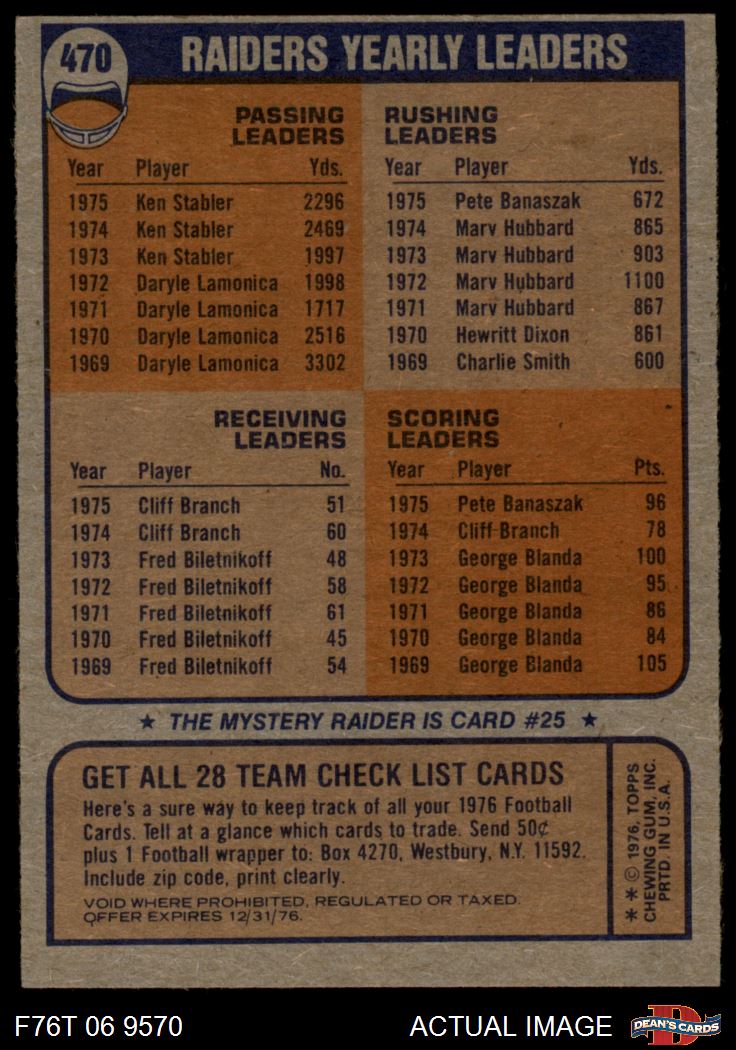 470
RAIDERS YEARLY LEADERS
PASSING
LEADERS
Year Player Yds.
1975 Ken Stabler 2296
1974 Ken Stabler 2469
1973 Ken Stabler 1997
1972 Daryle Lamonica 1998
1971 Daryle Lamonica 1717
1970 Daryle Lamonica 2516
1969 Daryle Lamonica 3302
RUSHING
LEADERS
Year Player Yds.
1975 Pete Banaszak 672
1974 Marv Hubbard 865
1973 Marv Hubbard 903
1972 Marv Hubbard 1100
1971 Marv Hubbard 867
1970 Hewritt Dixon 861
1969 Charlie Smith 600
RECEIVING
LEADERS
Year Player No.
1975 Cliff Branch 51
1974 Cliff Branch 60
1973 Fred Biletnikoff 48
1972 Fred Biletnikoff 58
1971 Fred Biletnikoff 61
1970 Fred Biletnikoff 45
1969 Fred Biletnikoff 54
SCORING
LEADERS
Year Player Pts.
1975 Pete Banaszak 96
1974 Cliff Branch 78
1973 George Blanda 100
1972 George Blanda 95
1971 George Blanda 86
1970 George Blanda 84
1969 George Blanda 105
★ THE MYSTERY RAIDER IS CARD #25 ★
GET ALL 28 TEAM CHECK LIST CARDS
Here's a sure way to keep track of all your 1976 Football
Cards. Tell at a glance which cards to trade. Send 50¢
plus 1 Football wrapper to: Box 4270, Westbury, N.Y. 11592.
Include zip code, print clearly.
VOID WHERE PROHIBITED, REGULATED OR TAXED.
OFFER EXPIRES 12/31/76.
** © 1976, TOPPS
CHEWING GUM, INC.
PRTD. IN U.S.A.
F76T 06 9570
ACTUAL IMAGE
D
DEAN'S CARDS